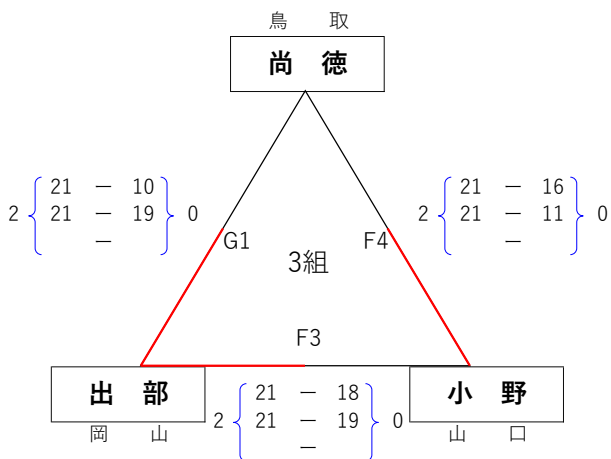 鳥 取
尚 徳
21 － 10
2 21 － 19 0
－
21 － 16
2 21 － 11 0
－
G1
F4
3組
F3
出 部
岡 山
21 － 18
2 21 － 19 0
－
小 野
山 口